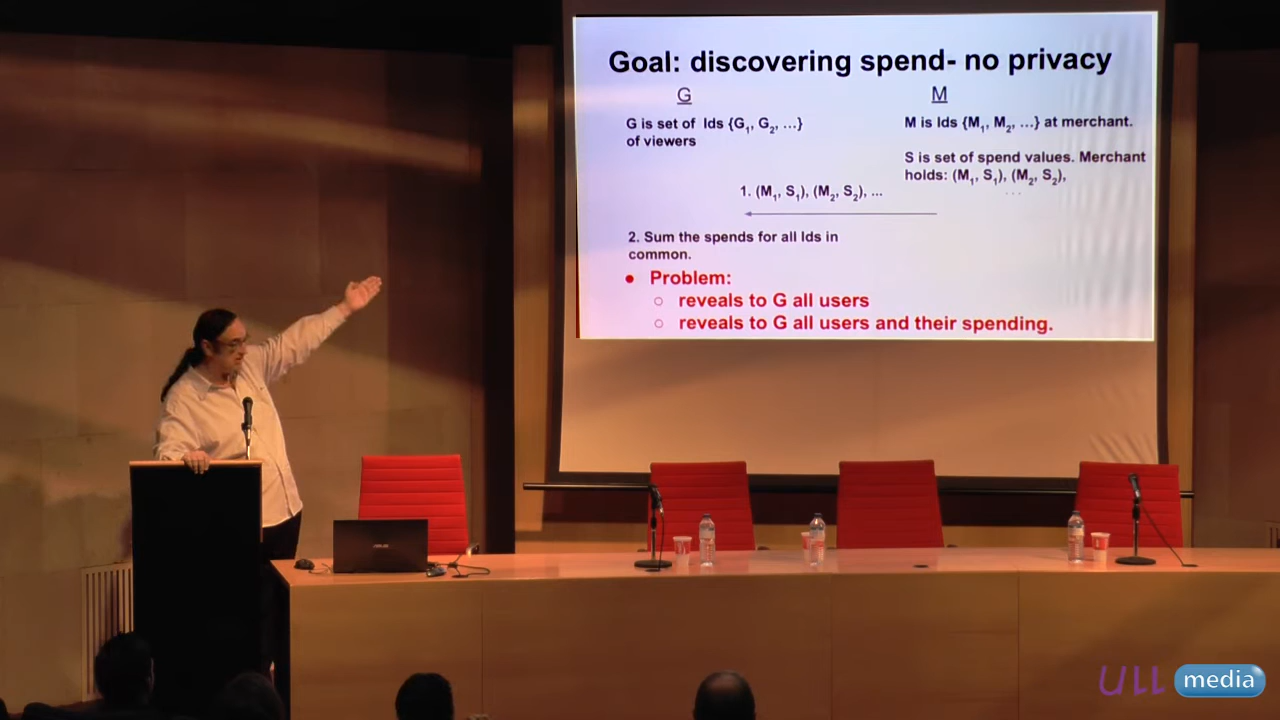 Goal: discovering spend- no privacy
G
M
G is set of Ids {G₁, G₂, ...}
of viewers
M is Ids {M₁, M₂, ...} at merchant.
S is set of spend values. Merchant
holds: (M₁, S₁), (M₂, S₂),
...
1. (M₁, S₁), (M₂, S₂), ...
2. Sum the spends for all Ids in
common.
● Problem:
○ reveals to G all users
○ reveals to G all users and their spending.
ASUS
ULL media